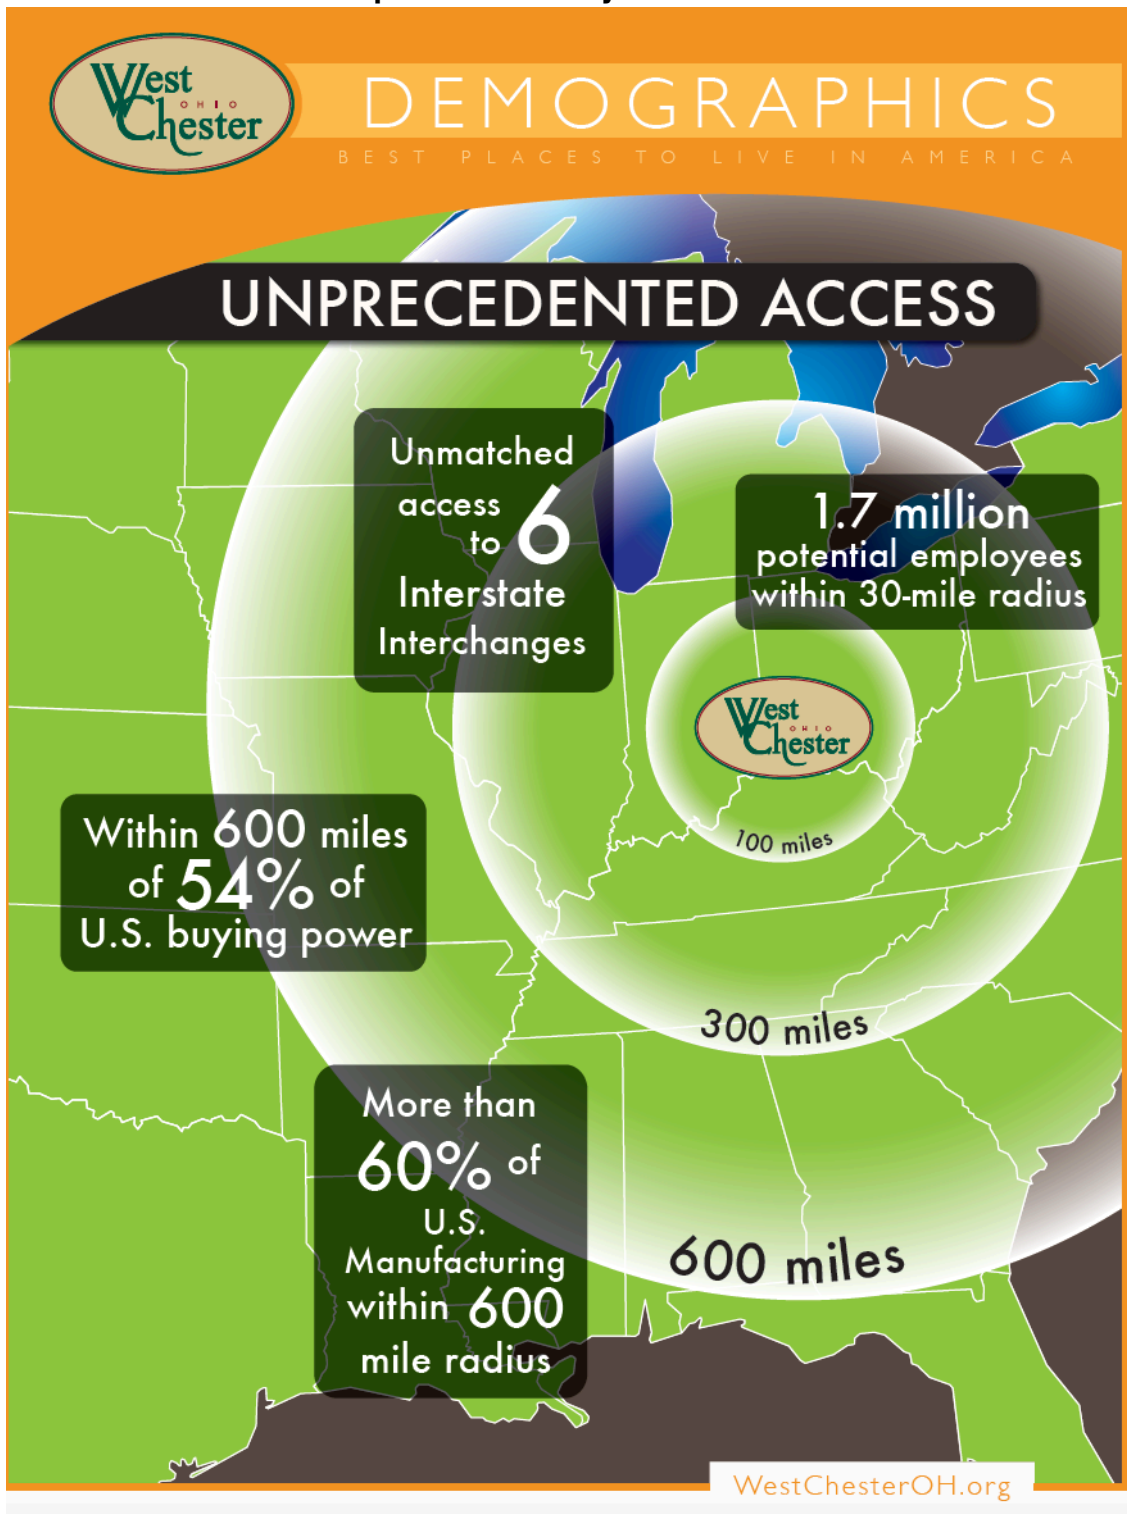 West
OHIO
Chester
DEMOGRAPHICS
BEST PLACES TO LIVE IN AMERICA
UNPRECEDENTED ACCESS
Unmatched
access
to 6
Interstate
Interchanges
1.7 million
potential employees
within 30-mile radius
West
OHIO
Chester
100 miles
Within 600 miles
of 54% of
U.S. buying power
300 miles
More than
60% of
U.S.
Manufacturing
within 600
mile radius
600 miles
WestChesterOH.org